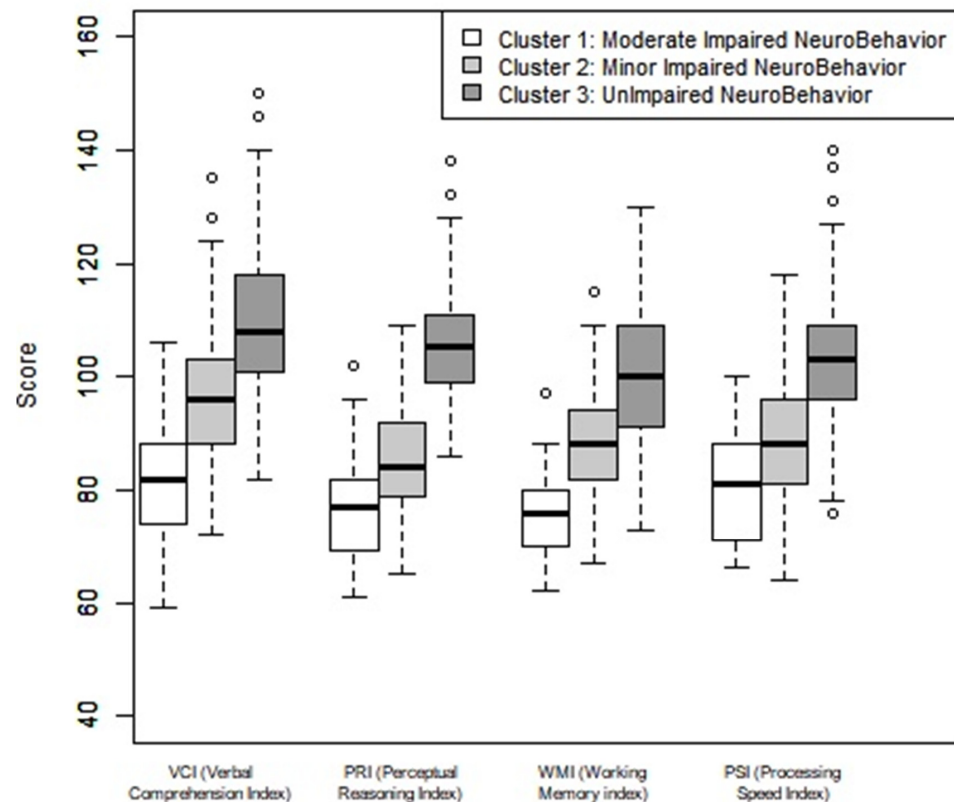 160
Cluster 1: Moderate Impaired NeuroBehavior
Cluster 2: Minor Impaired NeuroBehavior
Cluster 3: UnImpaired NeuroBehavior
140
120
100
80
60
40
Score
VCI (Verbal
Comprehension Index)
PRI (Perceptual
Reasoning Index)
WMI (Working
Memory index)
PSI (Processing
Speed Index)